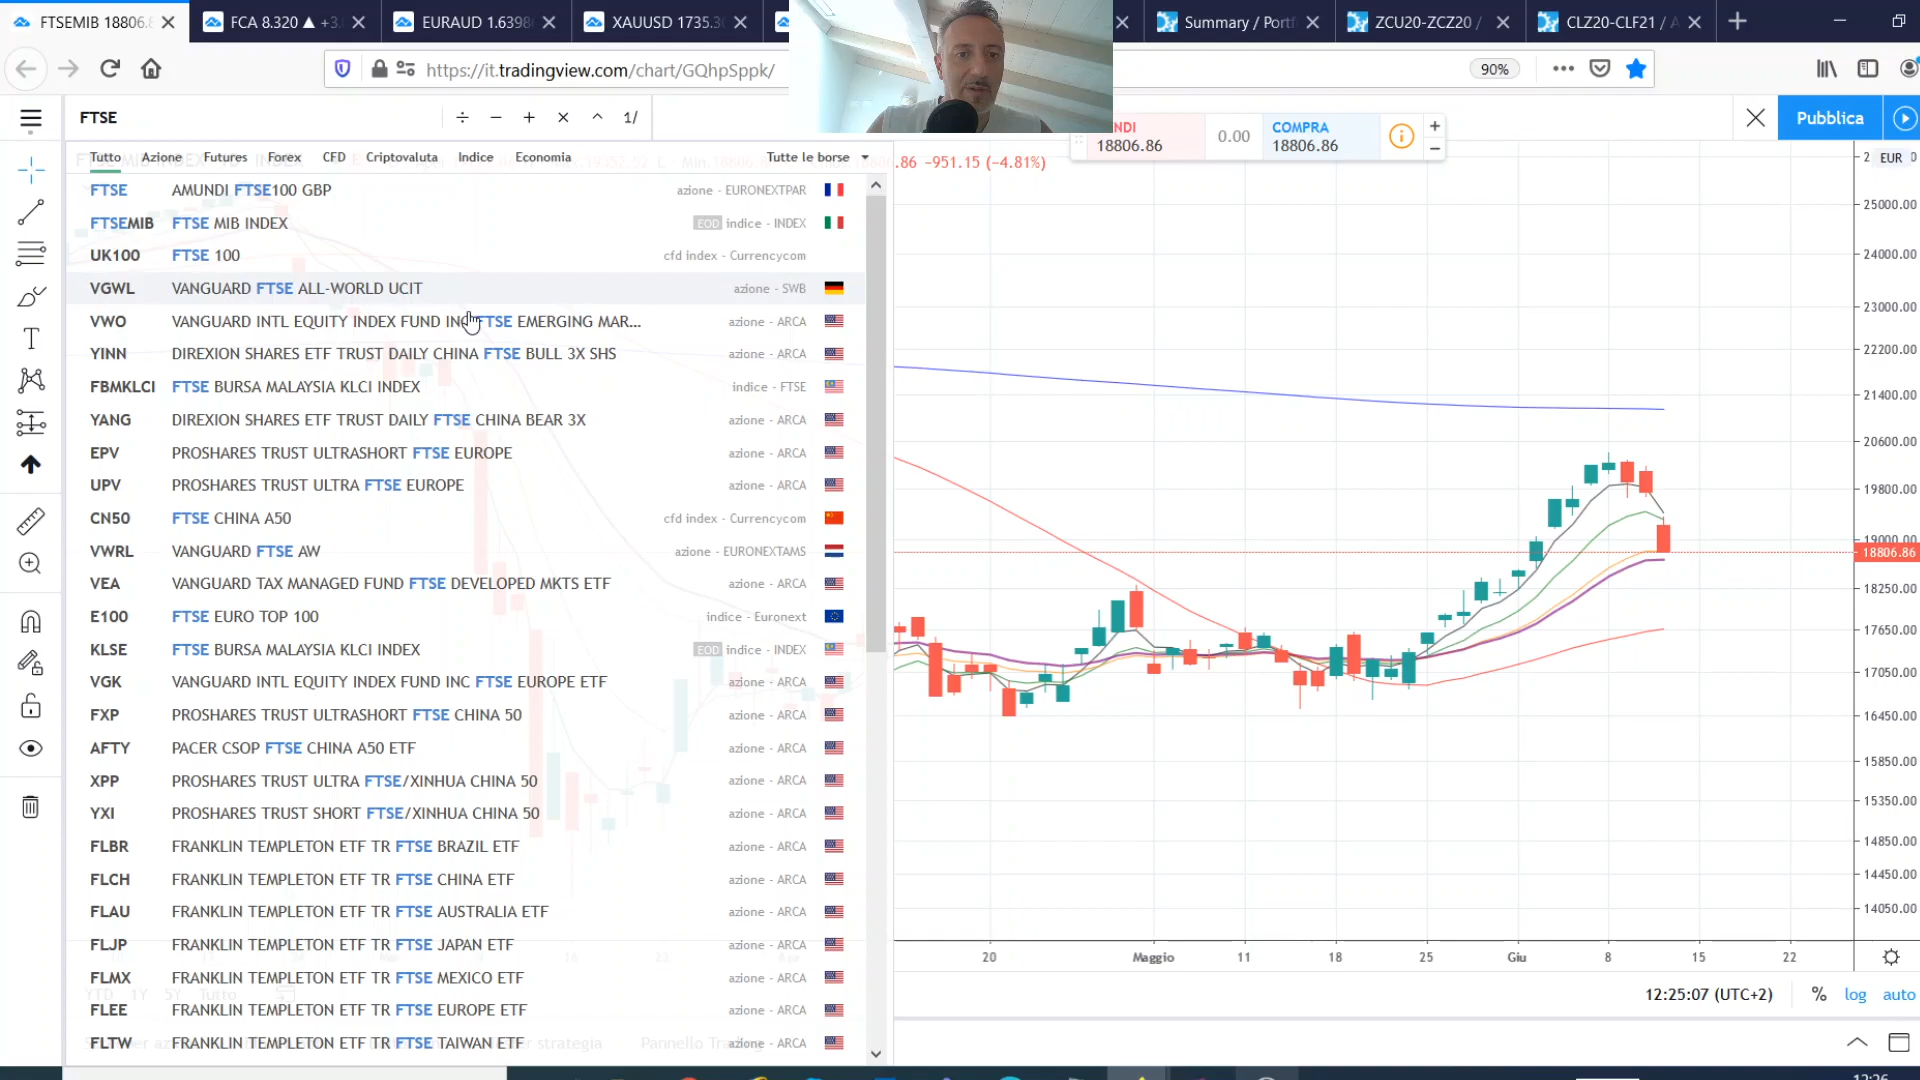 FTSEMIB 18806.8
FCA 8.320 ▲ +3.
EURAUD 1.6398
XAUUSD 1735.3
Summary / Portf
ZCU20-ZCZ20 /
CLZ20-CLF21 / A
https://it.tradingview.com/chart/GQhpSppk/
90%
FTSE
1/
NDI
18806.86
0.00
COMPRA
18806.86
Pubblica
.86 −951.15 (−4.81%)
EUR
Tutto Azione Futures Forex CFD Criptovaluta Indice Economia Tutte le borse
FTSE AMUNDI FTSE100 GBP azione - EURONEXTPAR
FTSEMIB FTSE MIB INDEX EOD indice - INDEX
UK100 FTSE 100 cfd index - Currencycom
VGWL VANGUARD FTSE ALL-WORLD UCIT azione - SWB
VWO VANGUARD INTL EQUITY INDEX FUND INC FTSE EMERGING MAR... azione - ARCA
YINN DIREXION SHARES ETF TRUST DAILY CHINA FTSE BULL 3X SHS azione - ARCA
FBMKLCI FTSE BURSA MALAYSIA KLCI INDEX indice - FTSE
YANG DIREXION SHARES ETF TRUST DAILY FTSE CHINA BEAR 3X azione - ARCA
EPV PROSHARES TRUST ULTRASHORT FTSE EUROPE azione - ARCA
UPV PROSHARES TRUST ULTRA FTSE EUROPE azione - ARCA
CN50 FTSE CHINA A50 cfd index - Currencycom
VWRL VANGUARD FTSE AW azione - EURONEXTAMS
VEA VANGUARD TAX MANAGED FUND FTSE DEVELOPED MKTS ETF azione - ARCA
E100 FTSE EURO TOP 100 indice - Euronext
KLSE FTSE BURSA MALAYSIA KLCI INDEX EOD indice - INDEX
VGK VANGUARD INTL EQUITY INDEX FUND INC FTSE EUROPE ETF azione - ARCA
FXP PROSHARES TRUST ULTRASHORT FTSE CHINA 50 azione - ARCA
AFTY PACER CSOP FTSE CHINA A50 ETF azione - ARCA
XPP PROSHARES TRUST ULTRA FTSE/XINHUA CHINA 50 azione - ARCA
YXI PROSHARES TRUST SHORT FTSE/XINHUA CHINA 50 azione - ARCA
FLBR FRANKLIN TEMPLETON ETF TR FTSE BRAZIL ETF azione - ARCA
FLCH FRANKLIN TEMPLETON ETF TR FTSE CHINA ETF azione - ARCA
FLAU FRANKLIN TEMPLETON ETF TR FTSE AUSTRALIA ETF azione - ARCA
FLJP FRANKLIN TEMPLETON ETF TR FTSE JAPAN ETF azione - ARCA
FLMX FRANKLIN TEMPLETON ETF TR FTSE MEXICO ETF azione - ARCA
FLEE FRANKLIN TEMPLETON ETF TR FTSE EUROPE ETF azione - ARCA
FLTW FRANKLIN TEMPLETON ETF TR FTSE TAIWAN ETF azione - ARCA
25000.00
24000.00
23000.00
22200.00
21400.00
20600.00
19800.00
19000.00
18806.86
18250.00
17650.00
17050.00
16450.00
15850.00
15350.00
14850.00
14450.00
14050.00
20 Maggio 11 18 25 Giu 8 15 22
12:25:07 (UTC+2) % log auto